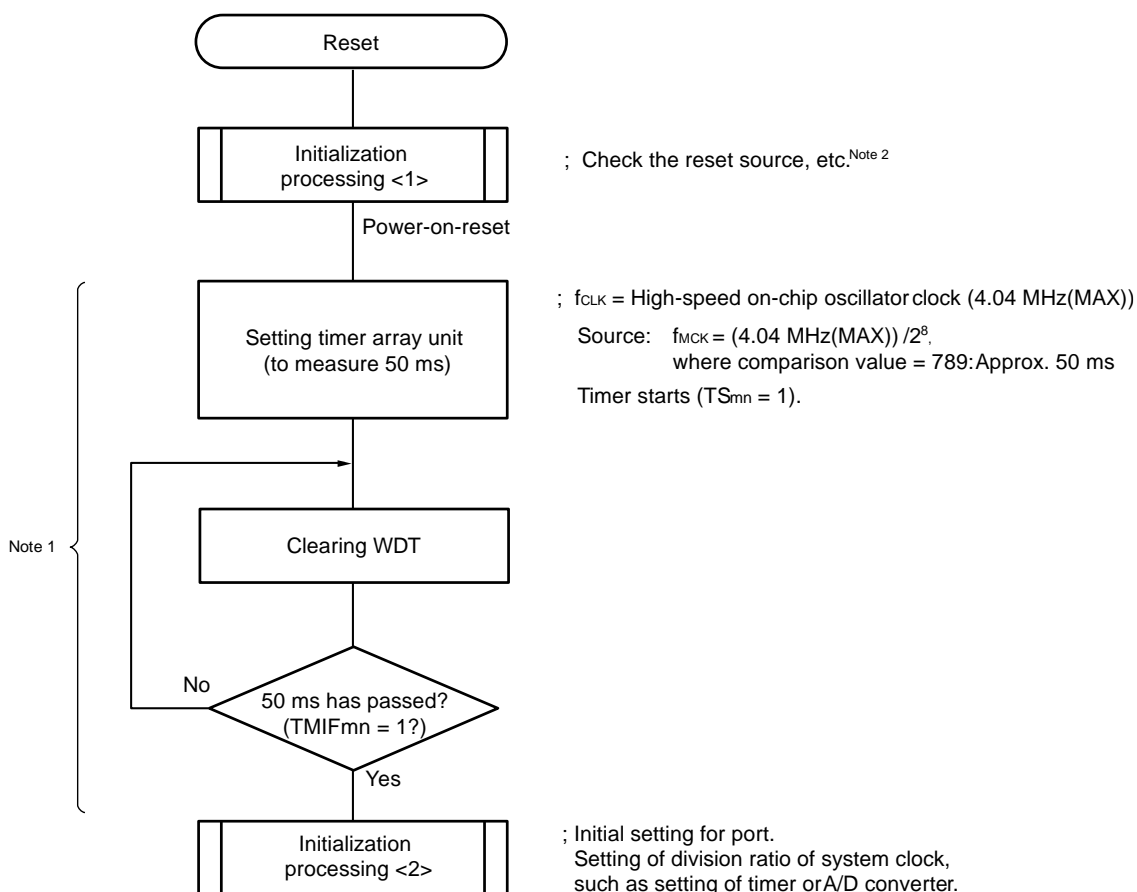 Reset
Initialization
processing <1>
; Check the reset source, etc.Note 2
Power-on-reset
Setting timer array unit
(to measure 50 ms)
; fCLK = High-speed on-chip oscillator clock (4.04 MHz(MAX))
Source: fMCK = (4.04 MHz(MAX)) /2⁸,
where comparison value = 789:Approx. 50 ms
Timer starts (TSmn = 1).
Note 1
Clearing WDT
No
50 ms has passed?
(TMIFmn = 1?)
Yes
Initialization
processing <2>
; Initial setting for port.
Setting of division ratio of system clock,
such as setting of timer orA/D converter.